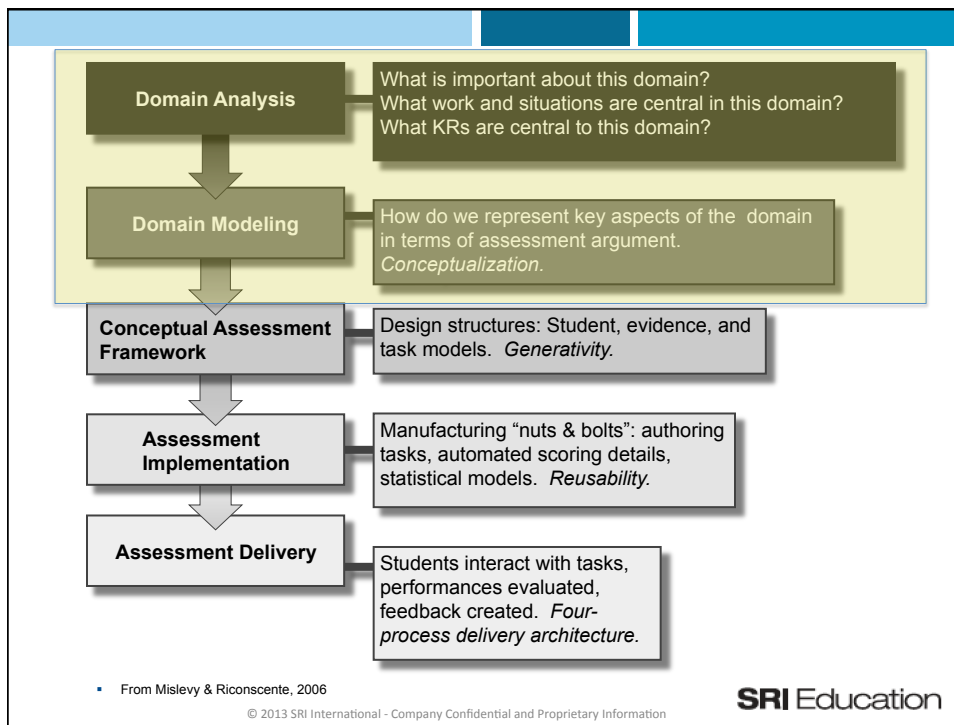 Domain Analysis
What is important about this domain?
What work and situations are central in this domain?
What KRs are central to this domain?
Domain Modeling
How do we represent key aspects of the  domain
in terms of assessment argument.
Conceptualization.
Conceptual Assessment
Framework
Design structures: Student, evidence, and
task models.  Generativity.
Assessment
Implementation
Manufacturing “nuts & bolts”: authoring
tasks, automated scoring details,
statistical models.  Reusability.
Assessment Delivery
Students interact with tasks,
performances evaluated,
feedback created.  Four-
process delivery architecture.
▪ From Mislevy & Riconscente, 2006
© 2013 SRI International - Company Confidential and Proprietary Information
SRI Education